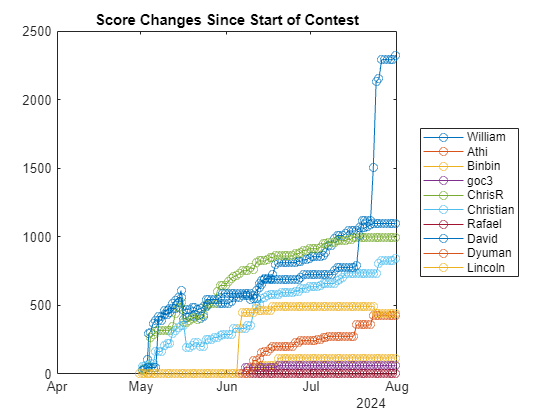 Score Changes Since Start of Contest
2500
2000
1500
1000
500
0
Apr
May
Jun
Jul
Aug
2024
William
Athi
Binbin
goc3
ChrisR
Christian
Rafael
David
Dyuman
Lincoln